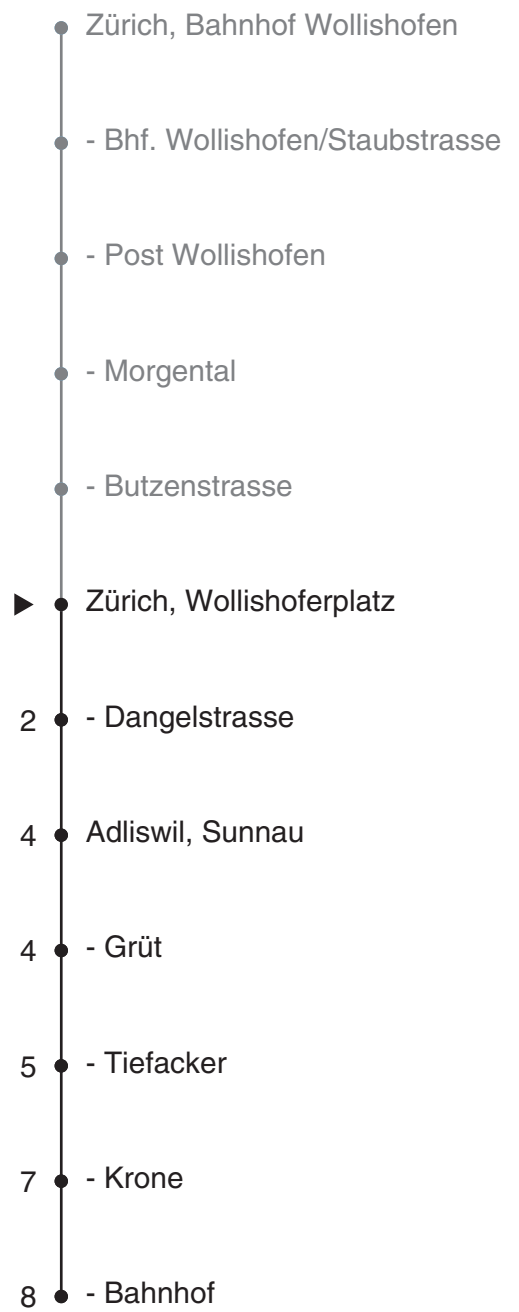 Zürich, Bahnhof Wollishofen
- Bhf. Wollishofen/Staubstrasse
- Post Wollishofen
- Morgental
- Butzenstrasse
Zürich, Wollishoferplatz
2 - Dangelstrasse
4 Adliswil, Sunnau
4 - Grüt
5 - Tiefacker
7 - Krone
8 - Bahnhof